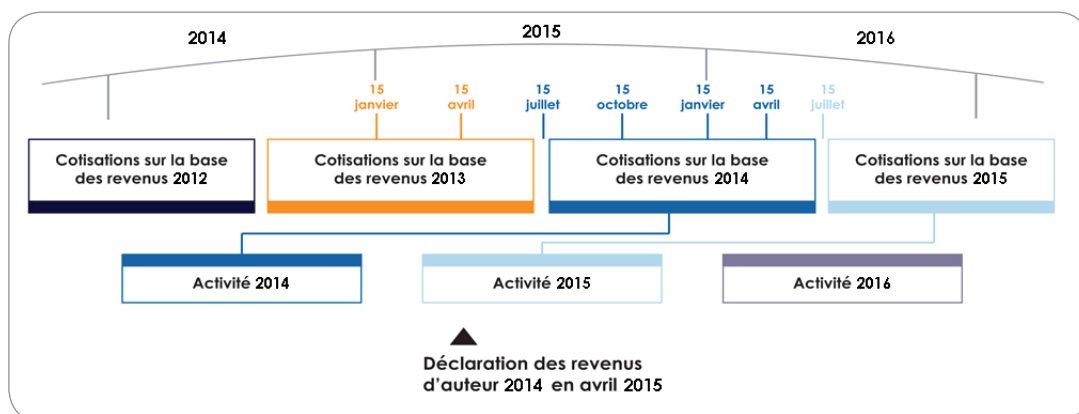 2014
2015
2016
15
janvier
15
avril
15
juillet
15
octobre
15
janvier
15
avril
15
juillet
Cotisations sur la base
des revenus 2012
Cotisations sur la base
des revenus 2013
Cotisations sur la base
des revenus 2014
Cotisations sur la base
des revenus 2015
Activité 2014
Activité 2015
Activité 2016
Déclaration des revenus
d'auteur 2014 en avril 2015